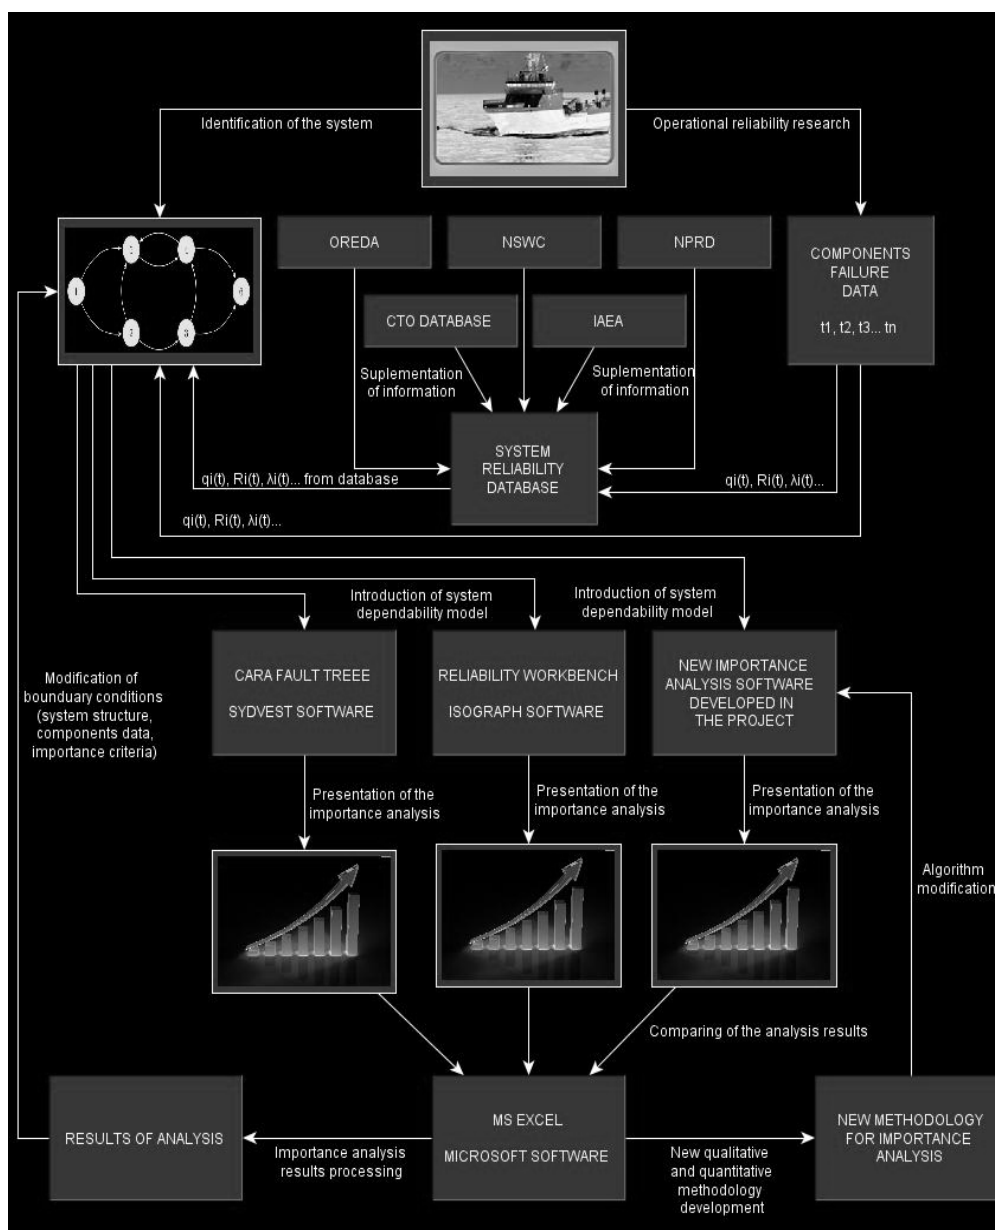 Identification of the system
Operational reliability research
OREDA
NSWC
NPRD
COMPONENTS
FAILURE
DATA
t1, t2, t3... tn
1
2
CTO DATABASE
IAEA
Suplementation
of information
Suplementation
of information
SYSTEM
RELIABILITY
DATABASE
qi(t), Ri(t), λi(t)... from database
qi(t), Ri(t), λi(t)...
qi(t), Ri(t), λi(t)...
Introduction of system
dependability model
Introduction of system
dependability model
Modification of
bounduary conditions
(system structure,
components data,
importance criteria)
CARA FAULT TREEE
SYDVEST SOFTWARE
RELIABILITY WORKBENCH
ISOGRAPH SOFTWARE
NEW IMPORTANCE
ANALYSIS SOFTWARE
DEVELOPED IN
THE PROJECT
Presentation of the
importance analysis
Presentation of the
importance analysis
Presentation of the
importance analysis
Algorithm
modification
Comparing of the analysis results
RESULTS OF ANALYSIS
MS EXCEL
MICROSOFT SOFTWARE
NEW METHODOLOGY
FOR IMPORTANCE
ANALYSIS
Importance analysis
results processing
New qualitative
and quantitative
methodology
development